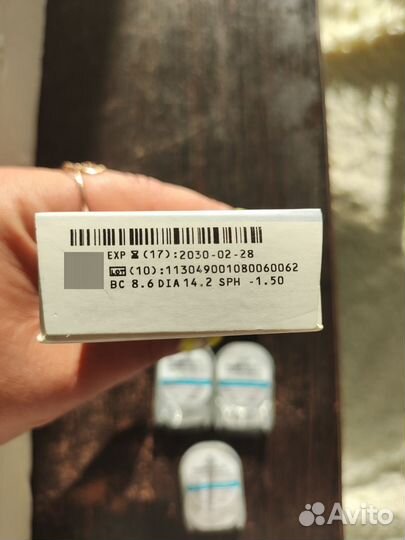 EXP (17):2030-02-28
LOT (10):113049001080060062
BC 8.6 DIA 14.2 SPH -1.50
Avito